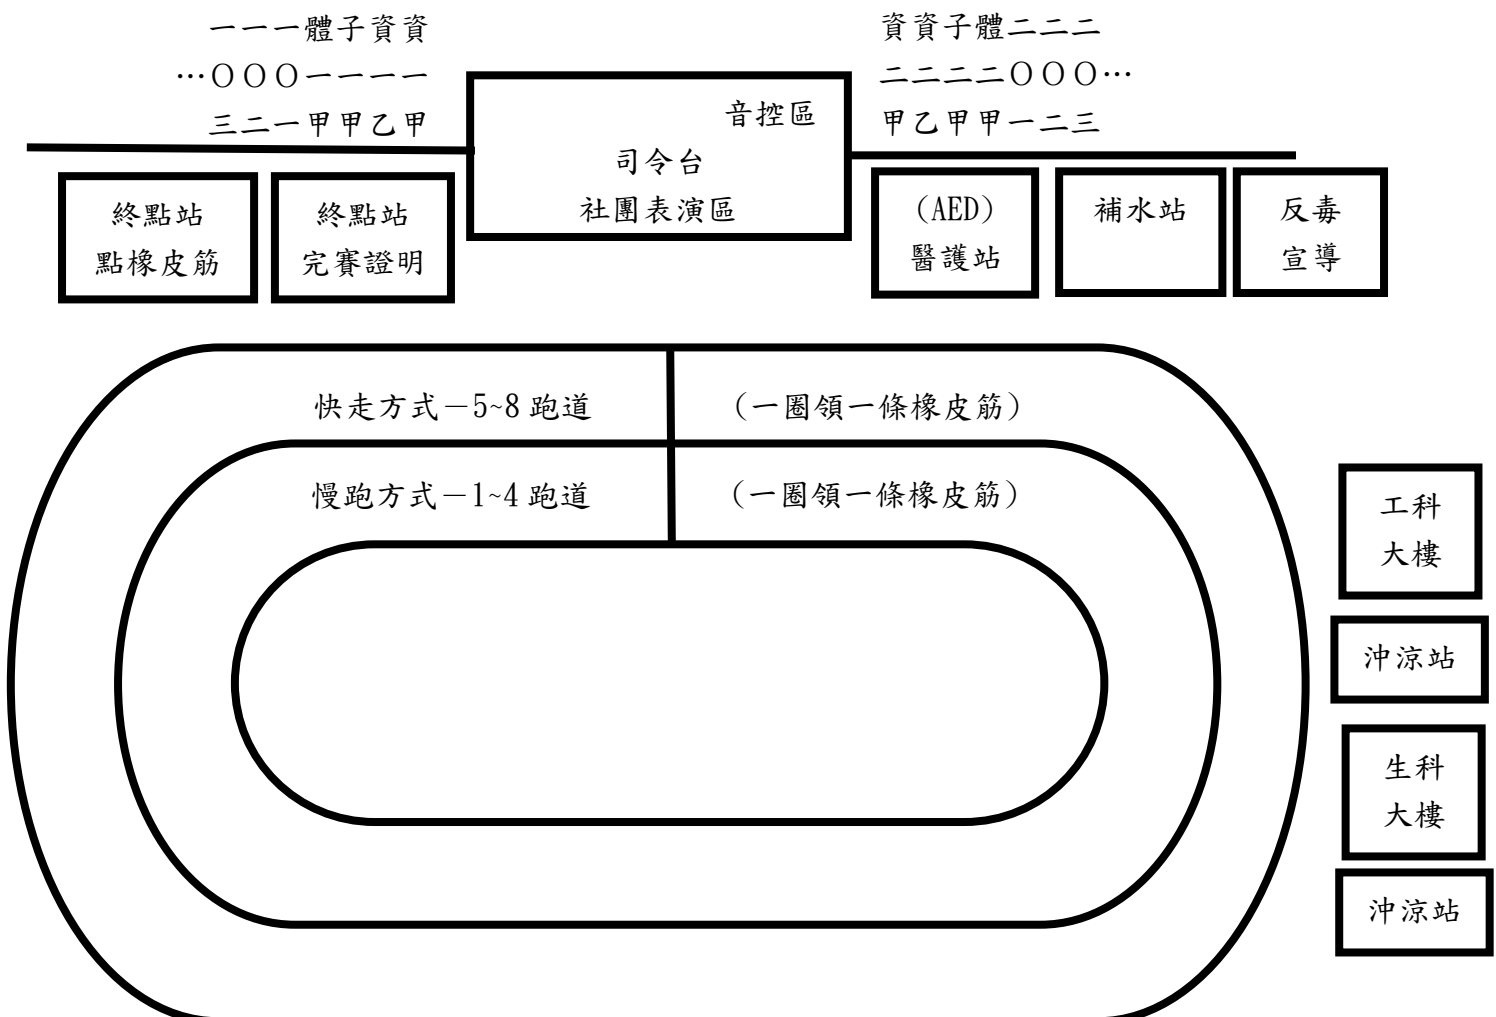 一一一體子資資
…〇〇〇一一一一
三二一甲甲乙甲
資資子體二二二
二二二二〇〇〇…
甲乙甲甲一二三
音控區
司令台
社團表演區
終點站
點橡皮筋
終點站
完賽證明
(AED)
醫護站
補水站
反毒
宣導
快走方式－5~8 跑道
(一圈領一條橡皮筋)
慢跑方式－1~4 跑道
(一圈領一條橡皮筋)
工科
大樓
沖涼站
生科
大樓
沖涼站